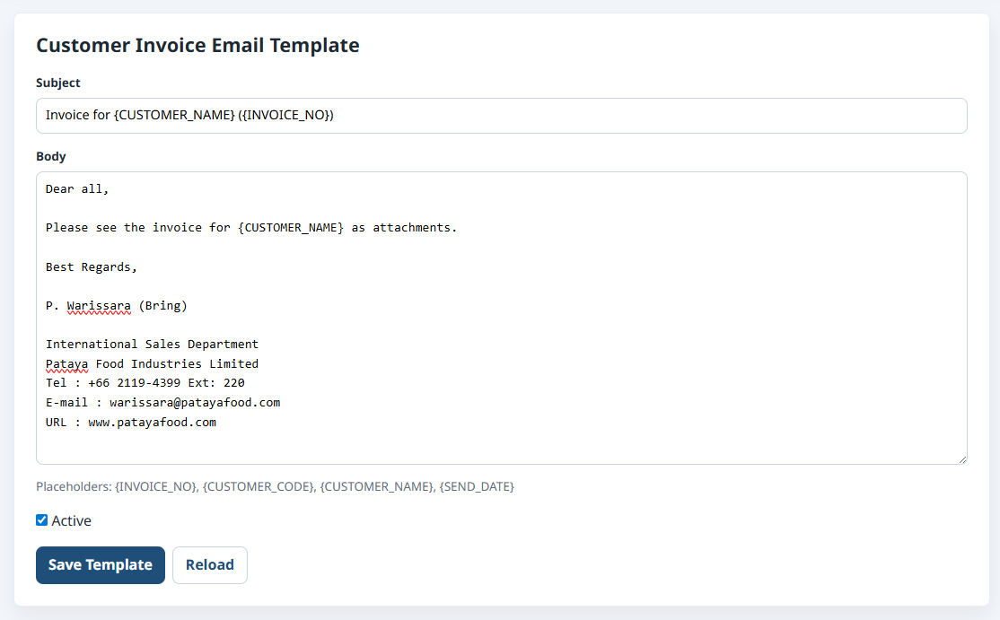 Customer Invoice Email Template
Subject
Invoice for {CUSTOMER_NAME} ({INVOICE_NO})
Body
Dear all,
Please see the invoice for {CUSTOMER_NAME} as attachments.
Best Regards,
P. Warissara (Bring)
International Sales Department
Pataya Food Industries Limited
Tel : +66 2119-4399 Ext: 220
E-mail : warissara@patayafood.com
URL : www.patayafood.com
Placeholders: {INVOICE_NO}, {CUSTOMER_CODE}, {CUSTOMER_NAME}, {SEND_DATE}
Active
Save Template Reload